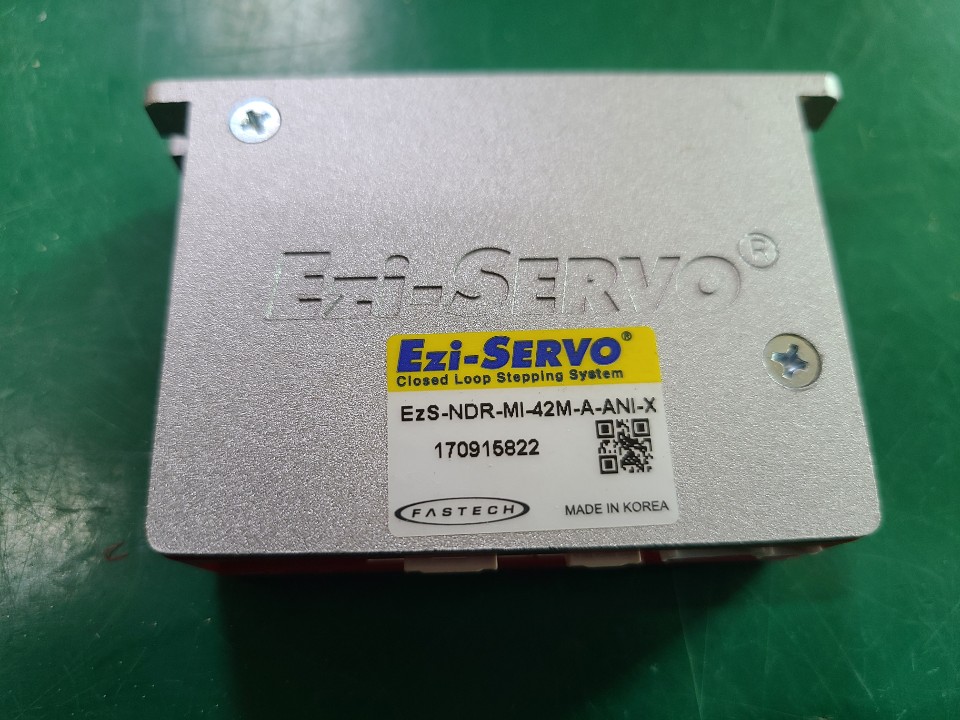 Ezi-SERVO®
Ezi-SERVO®
Closed Loop Stepping System
EzS-NDR-MI-42M-A-ANI-X
170915822
FASTECH
MADE IN KOREA